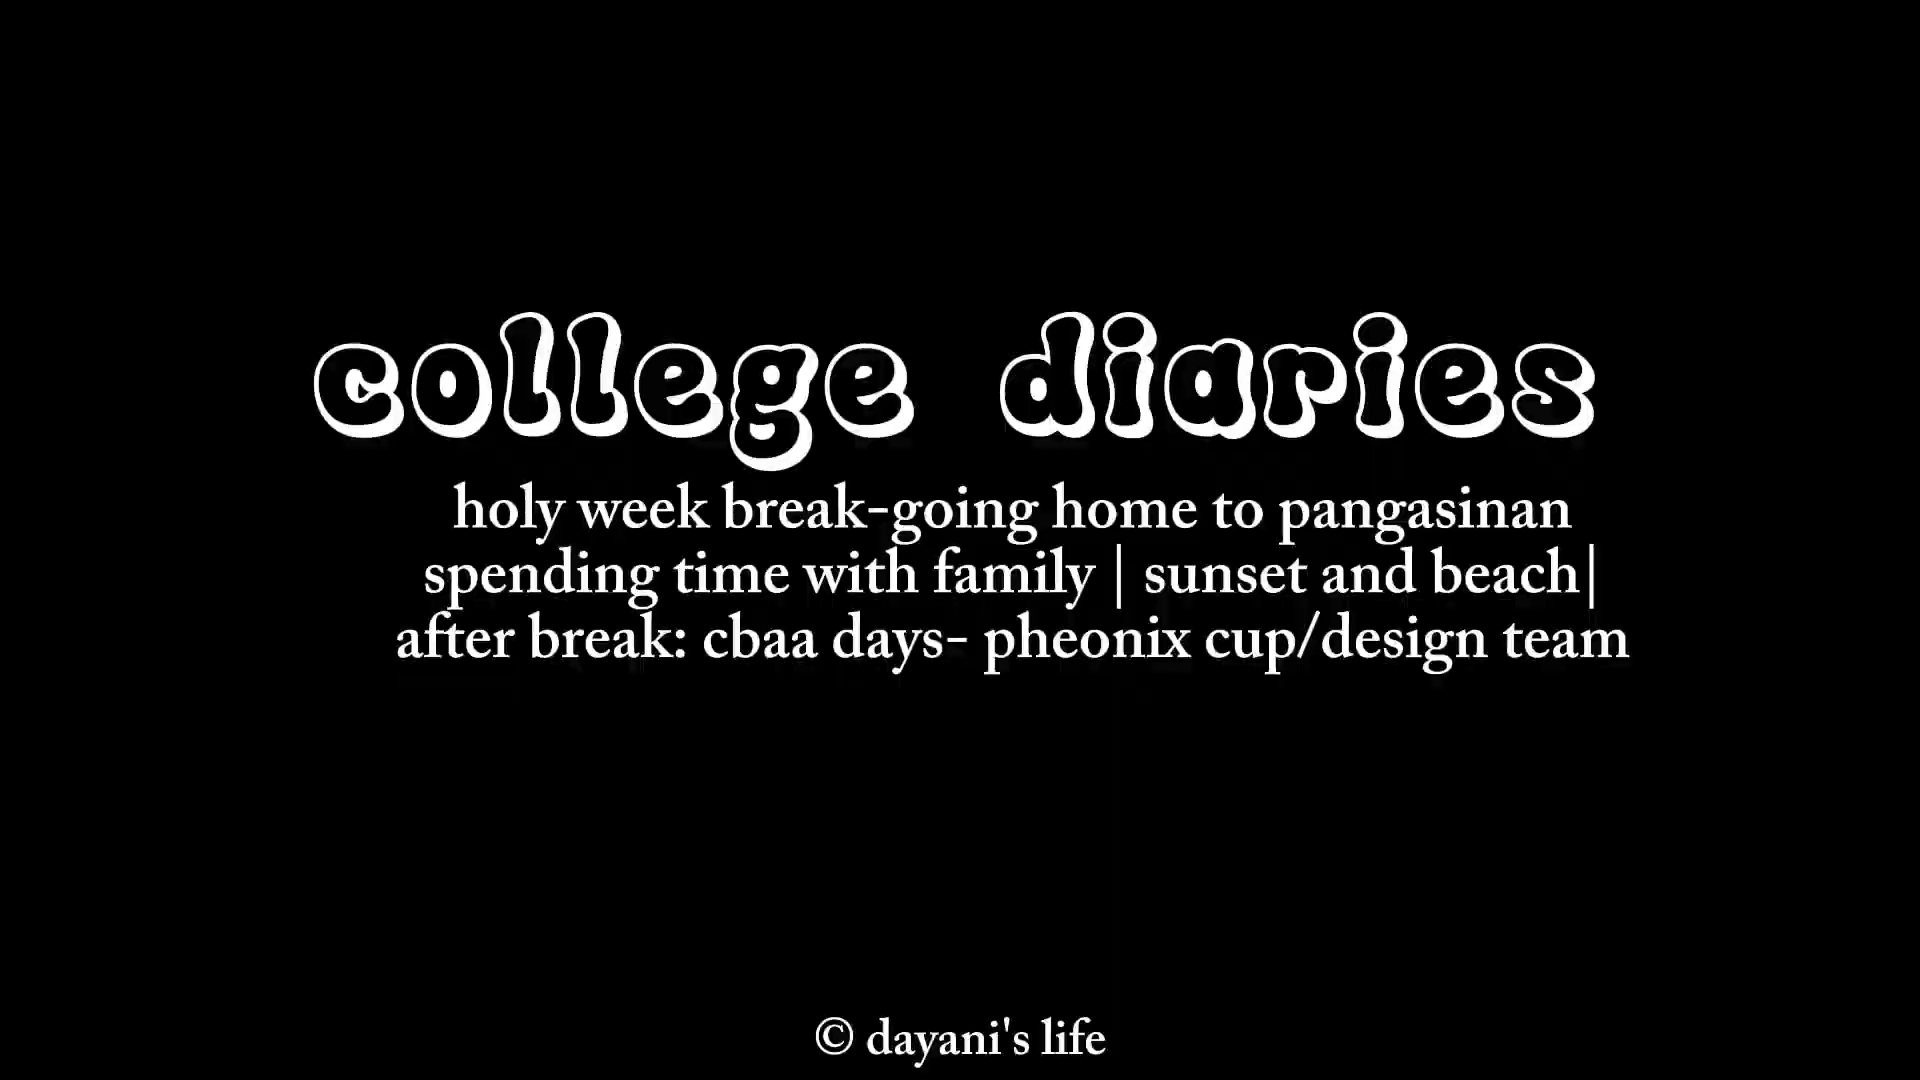 college diaries
holy week break-going home to pangasinan
spending time with family | sunset and beach|
after break: cbaa days- pheonix cup/design team
© dayani's life